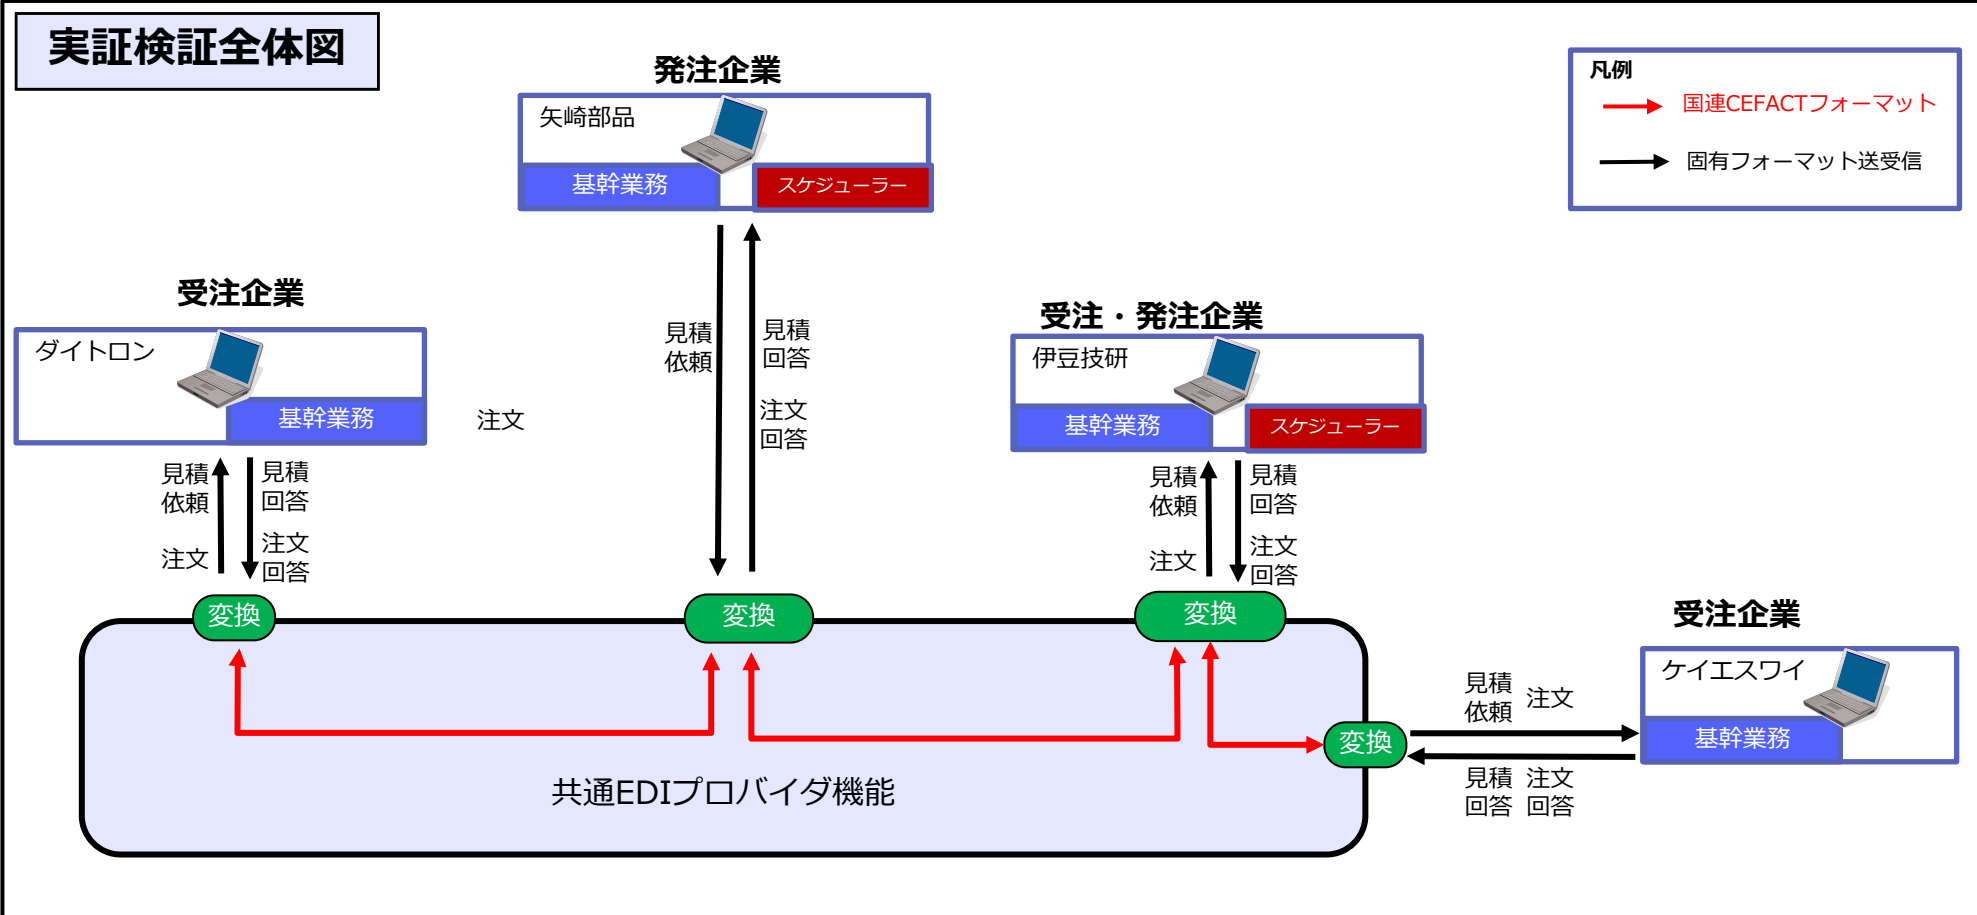 実証検証全体図
発注企業
矢崎部品
基幹業務
スケジューラー
凡例
国連CEFACTフォーマット
固有フォーマット送受信
受注企業
ダイトロン
基幹業務
注文
見積
依頼
見積
回答
注文
回答
受注・発注企業
伊豆技研
基幹業務
スケジューラー
見積
依頼
注文
見積
回答
注文
回答
見積
依頼
注文
見積
回答
注文
回答
変換
変換
変換
受注企業
ケイエスワイ
基幹業務
見積
依頼
注文
変換
見積
回答
注文
回答
共通EDIプロバイダ機能